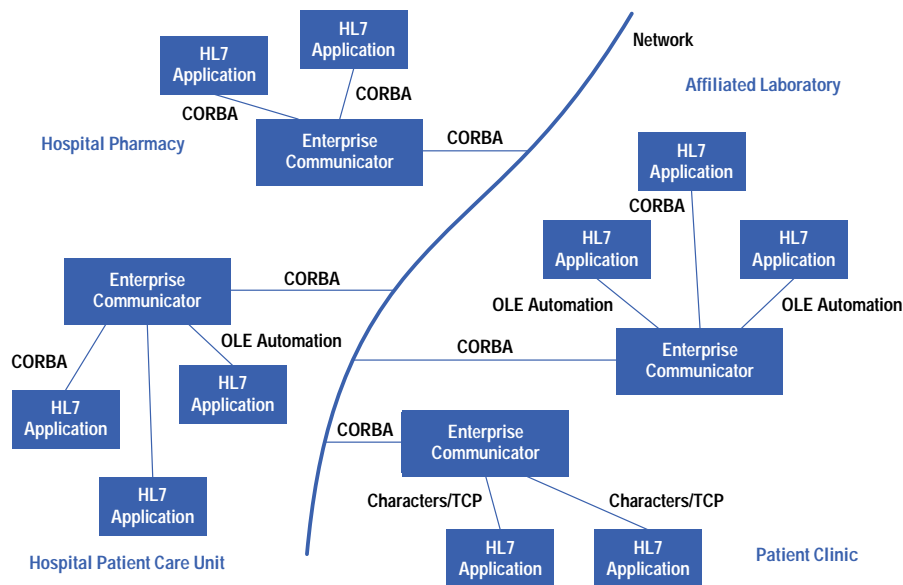 HL7
Application
HL7
Application
Network
Affiliated Laboratory
CORBA
CORBA
Hospital Pharmacy
Enterprise
Communicator
CORBA
HL7
Application
CORBA
HL7
Application
HL7
Application
Enterprise
Communicator
CORBA
OLE Automation
OLE Automation
CORBA
OLE Automation
CORBA
Enterprise
Communicator
HL7
Application
HL7
Application
CORBA
Enterprise
Communicator
HL7
Application
Characters/TCP
Characters/TCP
HL7
Application
HL7
Application
Hospital Patient Care Unit
Patient Clinic